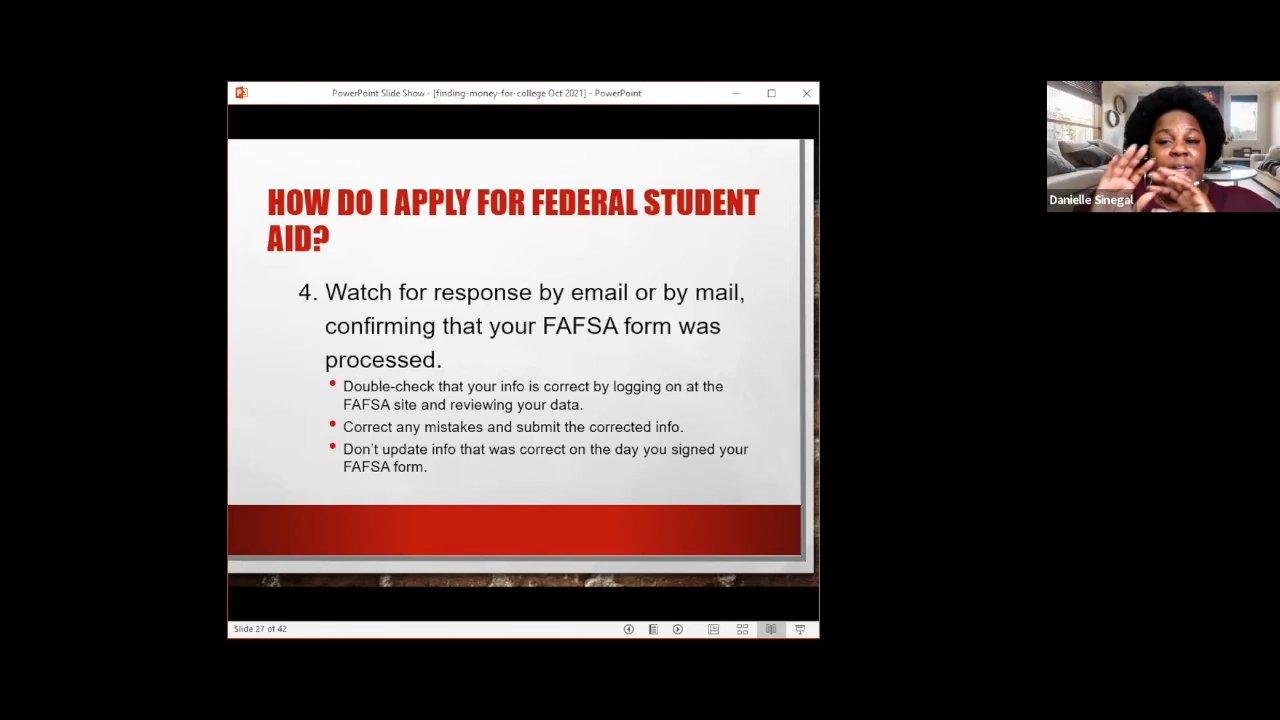 PowerPoint Slide Show - [finding-money-for-college Oct 2021] - PowerPoint
HOW DO I APPLY FOR FEDERAL STUDENT
AID?
4. Watch for response by email or by mail,
confirming that your FAFSA form was
processed.
Double-check that your info is correct by logging on at the
FAFSA site and reviewing your data.
Correct any mistakes and submit the corrected info.
Don't update info that was correct on the day you signed your
FAFSA form.
Slide 27 of 42
Danielle Sinegal